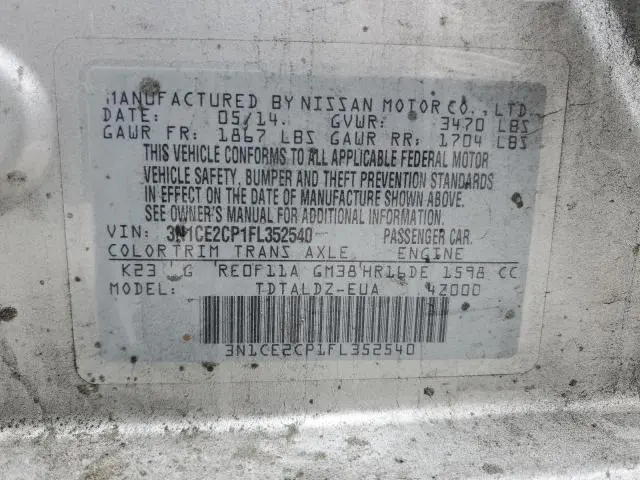 MANUFACTURED BY NISSAN MOTOR CO., LTD.
DATE: 05/14. GVWR: 3470 LBS
GAWR FR: 1867 LBS GAWR RR: 1704 LBS
THIS VEHICLE CONFORMS TO ALL APPLICABLE FEDERAL MOTOR
VEHICLE SAFETY, BUMPER AND THEFT PREVENTION STANDARDS
IN EFFECT ON THE DATE OF MANUFACTURE SHOWN ABOVE.
SEE OWNER'S MANUAL FOR ADDITIONAL INFORMATION.
VIN: 3N1CE2CP1FL352540 PASSENGER CAR.
COLOR TRIM TRANS AXLE ENGINE
K23 G RE0F11A GM38 HR16DE 1598 CC
MODEL: TDTALDZ-EUA 4Z000
3N1CE2CP1FL352540